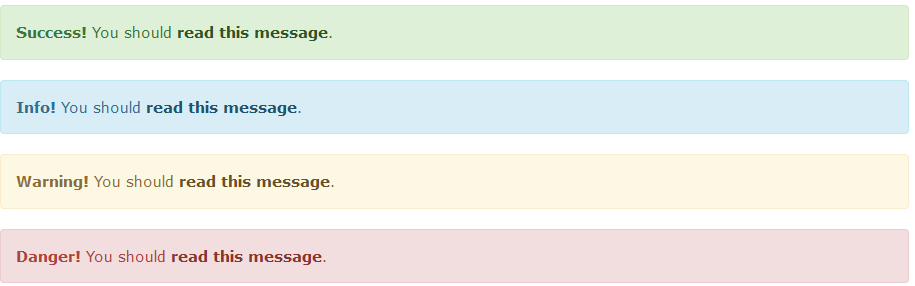 Success! You should read this message.
Info! You should read this message.
Warning! You should read this message.
Danger! You should read this message.